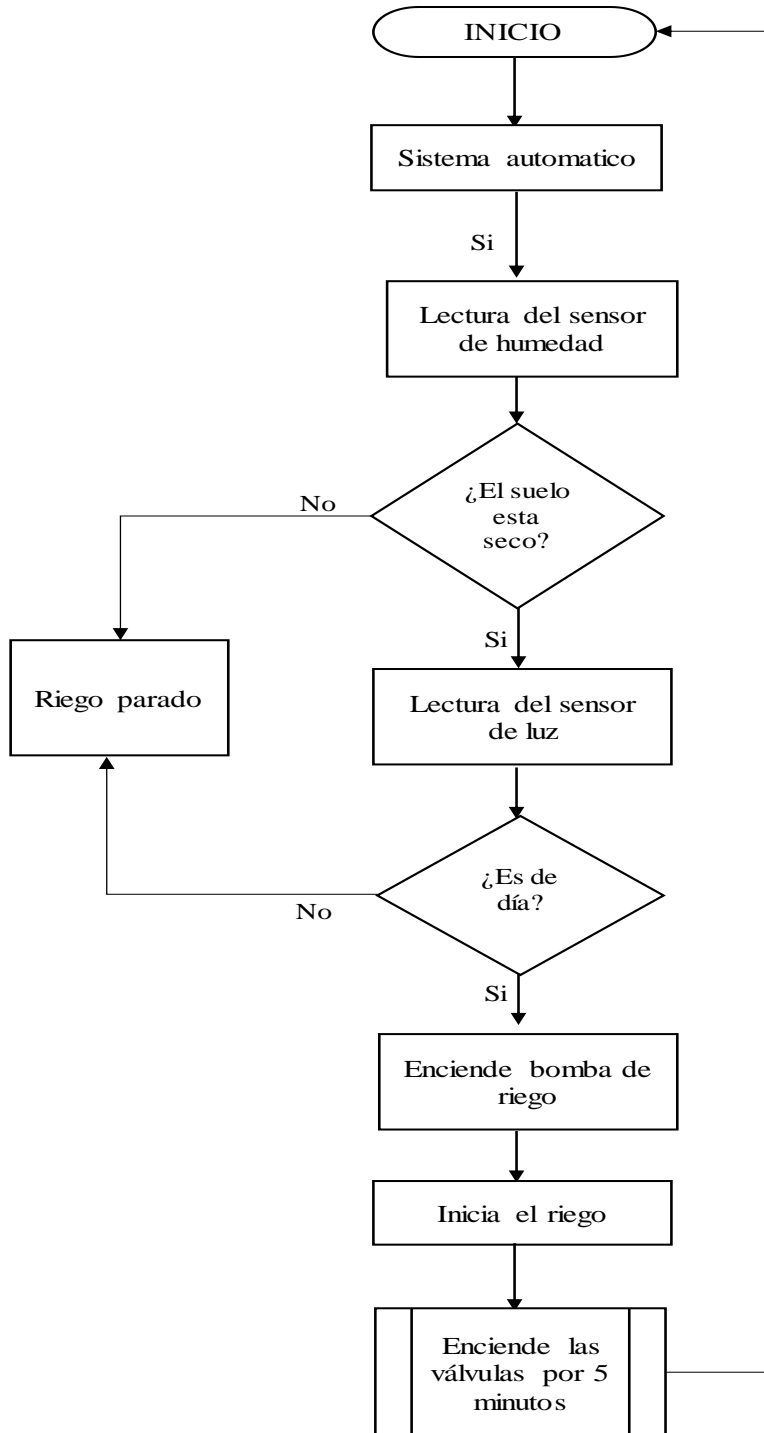 INICIO
Sistema automatico
Si
Lectura del sensor
de humedad
¿El suelo
esta
seco?
No
Si
Riego parado
Lectura del sensor
de luz
¿Es de
día?
No
Si
Enciende bomba de
riego
Inicia el riego
Enciende las
válvulas por 5
minutos